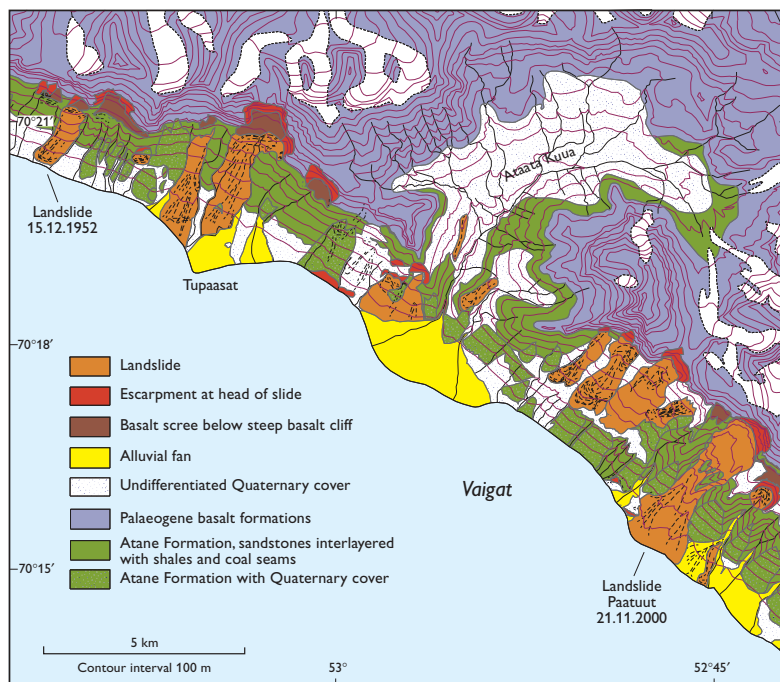 70°21'
Ataata Kuua
Landslide
15.12.1952
Tupaasat
70°18'
Landslide
Escarpment at head of slide
Basalt scree below steep basalt cliff
Alluvial fan
Undifferentiated Quaternary cover
Vaigat
Palaeogene basalt formations
Atane Formation, sandstones interlayered
with shales and coal seams
Atane Formation with Quaternary cover
70°15'
Landslide
Paatuut
21.11.2000
5 km
Contour interval 100 m
53°
52°45'